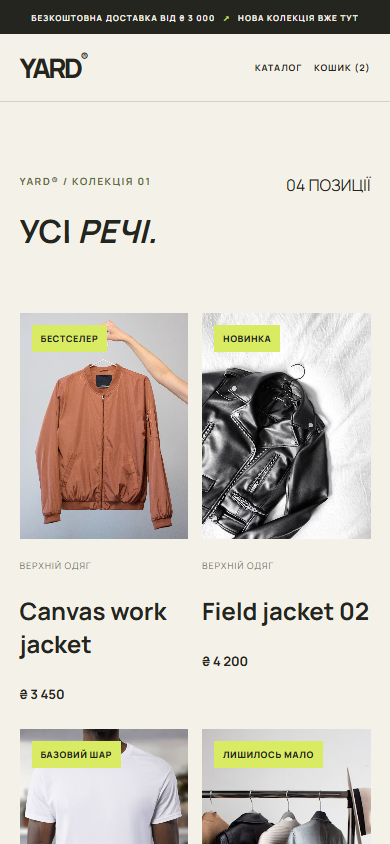 БЕЗКОШТОВНА ДОСТАВКА ВІД ₴ 3 000 ↗ НОВА КОЛЕКЦІЯ ВЖЕ ТУТ
YARD®
КАТАЛОГ КОШИК (2)
YARD® / КОЛЕКЦІЯ 01
04 ПОЗИЦІЇ
УСІ РЕЧІ.
БЕСТСЕЛЕР
НОВИНКА
ВЕРХНІЙ ОДЯГ
ВЕРХНІЙ ОДЯГ
Canvas work
jacket
Field jacket 02
₴ 4 200
₴ 3 450
БАЗОВИЙ ШАР
ЛИШИЛОСЬ МАЛО